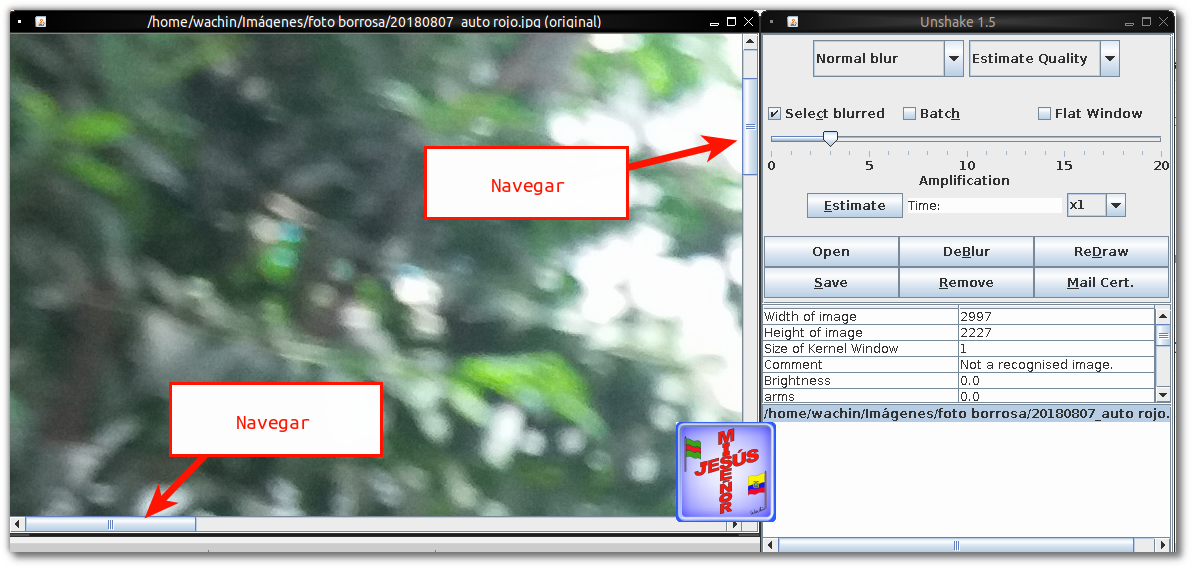 /home/wachin/Imágenes/foto borrosa/20180807_auto rojo.jpg (original)
Navegar
Navegar
Unshake 1.5
Normal blur
Estimate Quality
Select blurred
Batch
Flat Window
0 5 10 15 20
Amplification
Estimate
Time:
x1
Open
DeBlur
ReDraw
Save
Remove
Mail Cert.
Width of image 2997
Height of image 2227
Size of Kernel Window 1
Comment Not a recognised image.
Brightness 0.0
arms 0.0
/home/wachin/Imágenes/foto borrosa/20180807_auto rojo.
MI SEÑOR
JESÚS